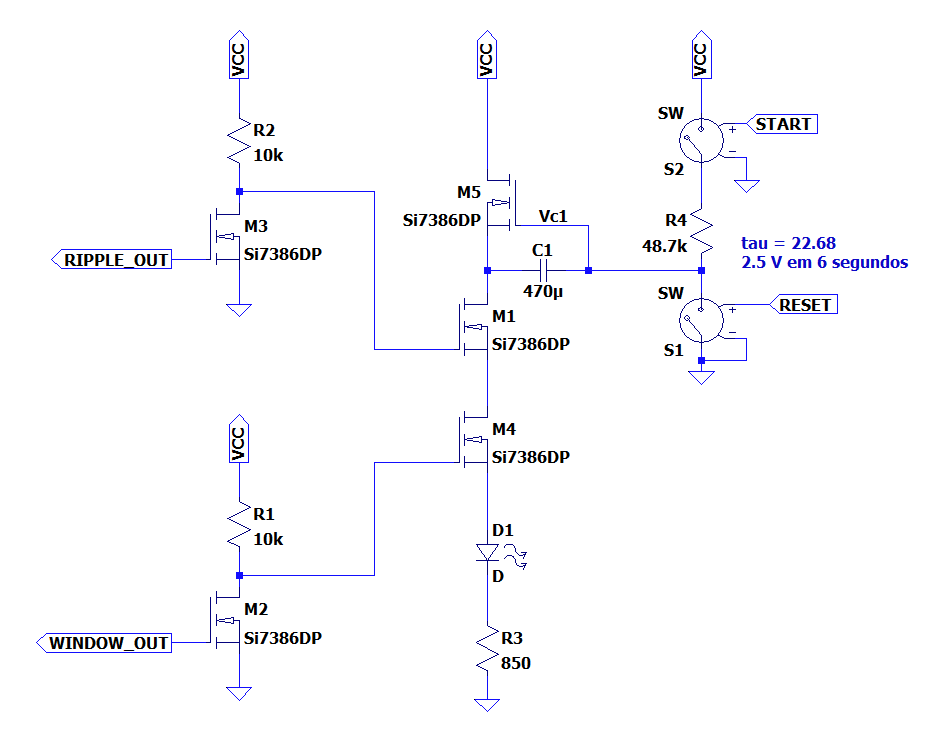 VCC
VCC
VCC
R2
10k
SW
START
+
−
S2
M5
Si7386DP
Vc1
M3
Si7386DP
RIPPLE_OUT
R4
48.7k
tau = 22.68
2.5 V em 6 segundos
C1
470µ
SW
RESET
+
−
S1
M1
Si7386DP
VCC
M4
Si7386DP
R1
10k
D1
D
M2
Si7386DP
WINDOW_OUT
R3
850